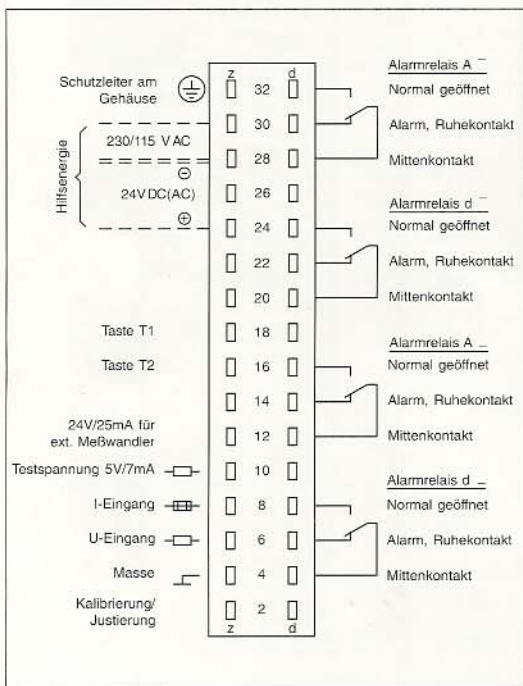 z d
Alarmrelais A ‾
Schutzleiter am
Gehäuse
32
Normal geöffnet
30
Alarm, Ruhekontakt
230/115 V AC
28
Mittenkontakt
Hilfsenergie
24V DC(AC)
26
Alarmrelais d ‾
24
Normal geöffnet
22
Alarm, Ruhekontakt
20
Mittenkontakt
Taste T1
18
Alarmrelais A _
Taste T2
16
Normal geöffnet
14
Alarm, Ruhekontakt
24V/25mA für
ext. Meßwandler
12
Mittenkontakt
Testspannung 5V/7mA
10
Alarmrelais d _
I-Eingang
8
Normal geöffnet
U-Eingang
6
Alarm, Ruhekontakt
Masse
4
Mittenkontakt
Kalibrierung/
Justierung
2
z d